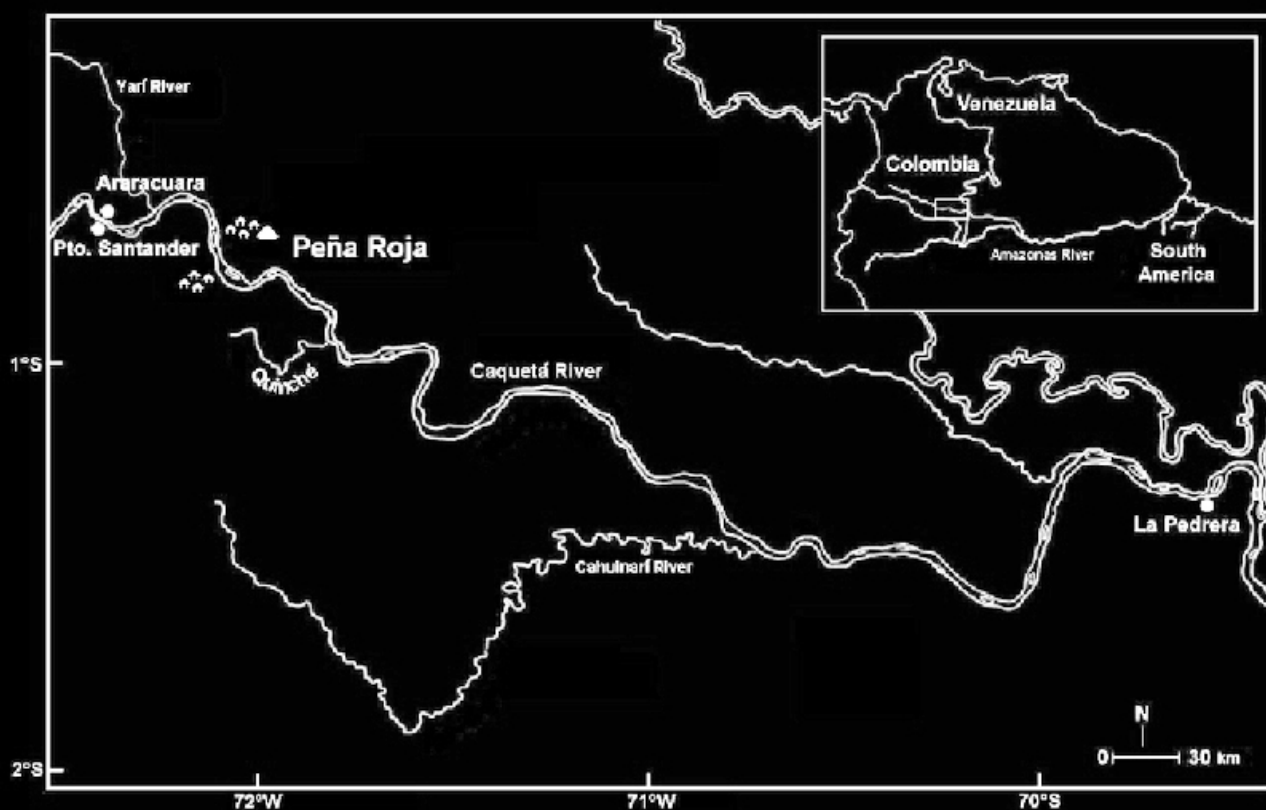 Yarí River
Venezuela
Colombia
Araracuara
Pto. Santander
Peña Roja
Amazonas River
South
America
1°S
Quinché
Caquetá River
La Pedrera
Cahuinarí River
N
0
30 km
2°S
72°W
71°W
70°S